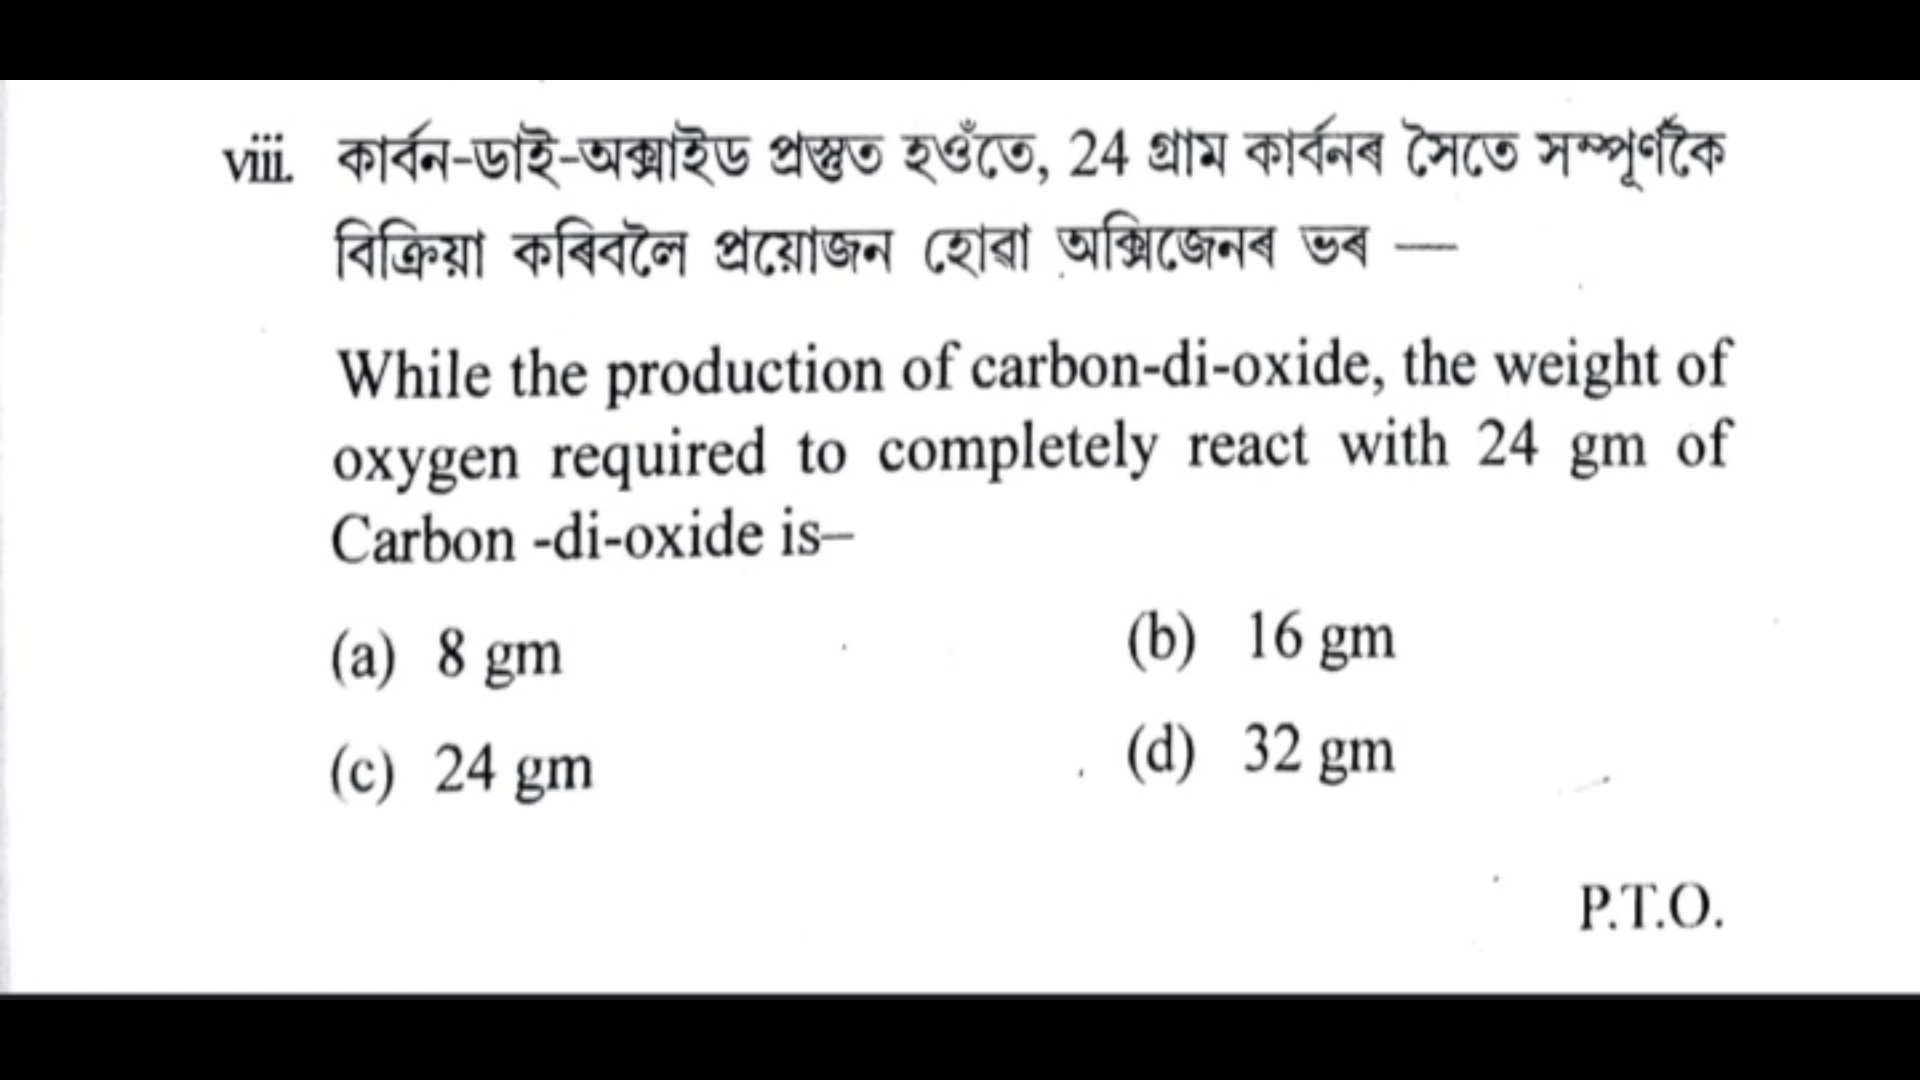 viii. কাৰ্বন-ডাই-অক্সাইড প্ৰস্তুত হওঁতে, 24 গ্ৰাম কাৰ্বনৰ সৈতে সম্পূৰ্ণকৈ
বিক্ৰিয়া কৰিবলৈ প্ৰয়োজন হোৱা অক্সিজেনৰ ভৰ —
While the production of carbon-di-oxide, the weight of
oxygen required to completely react with 24 gm of
Carbon -di-oxide is–
(a) 8 gm (b) 16 gm
(c) 24 gm (d) 32 gm
P.T.O.